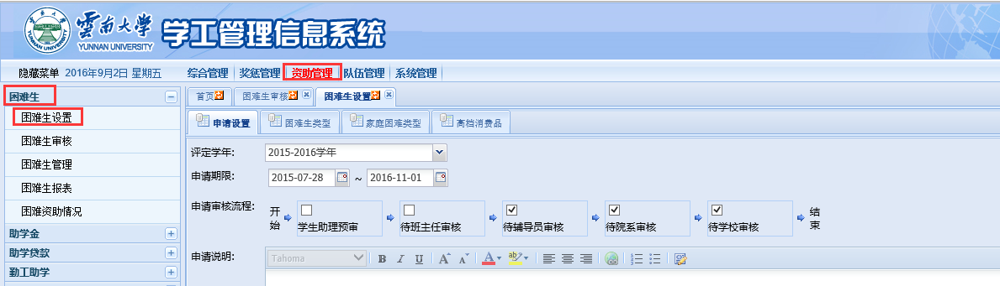 雲南大学
YUNNAN UNIVERSITY
学工管理信息系统
隐藏菜单 2016年9月2日 星期五 综合管理 奖惩管理 资助管理 队伍管理 系统管理
困难生
困难生设置
困难生审核
困难生管理
困难生报表
困难资助情况
助学金
助学贷款
勤工助学
首页 困难生审核 困难生设置
申请设置 困难生类型 家庭困难类型 高档消费品
评定学年: 2015-2016学年
申请期限: 2015-07-28 ~ 2016-11-01
申请审核流程: 开始 学生助理预审 待班主任审核 待辅导员审核 待院系审核 待学校审核 结束
申请说明: Tahoma B I U A A A ab